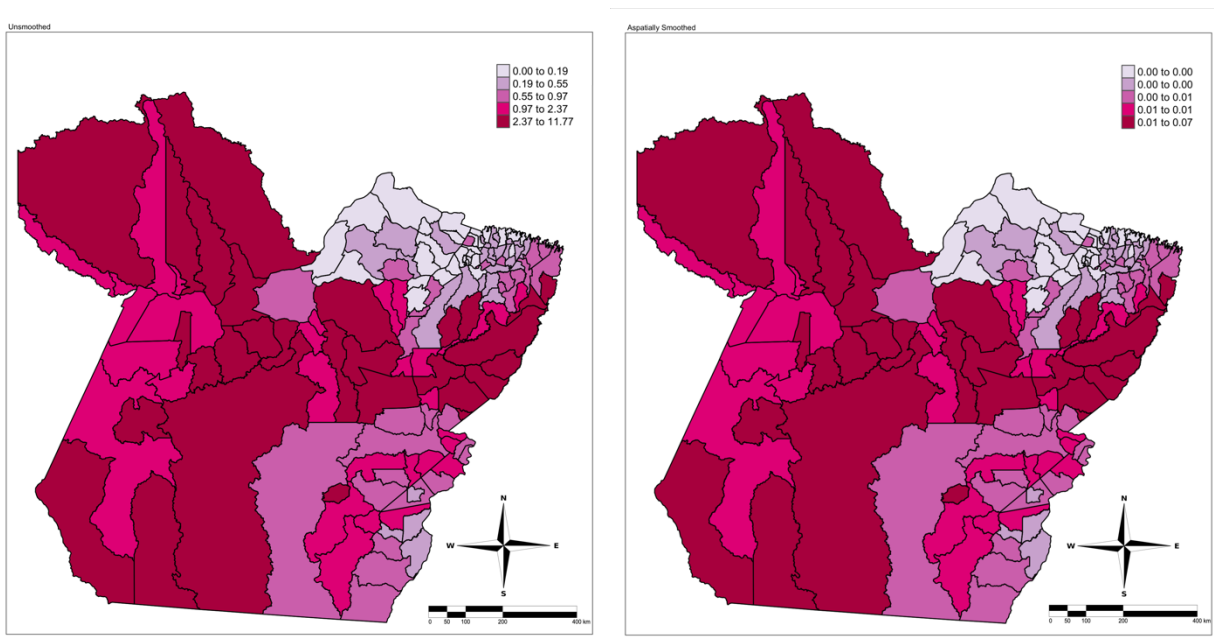 Unsmoothed
0.00 to 0.19
0.19 to 0.55
0.55 to 0.97
0.97 to 2.37
2.37 to 11.77
N
W
E
S
0 50 100 200 400 km
Aspatially Smoothed
0.00 to 0.00
0.00 to 0.00
0.00 to 0.01
0.01 to 0.01
0.01 to 0.07
N
W
E
S
0 50 100 200 400 km